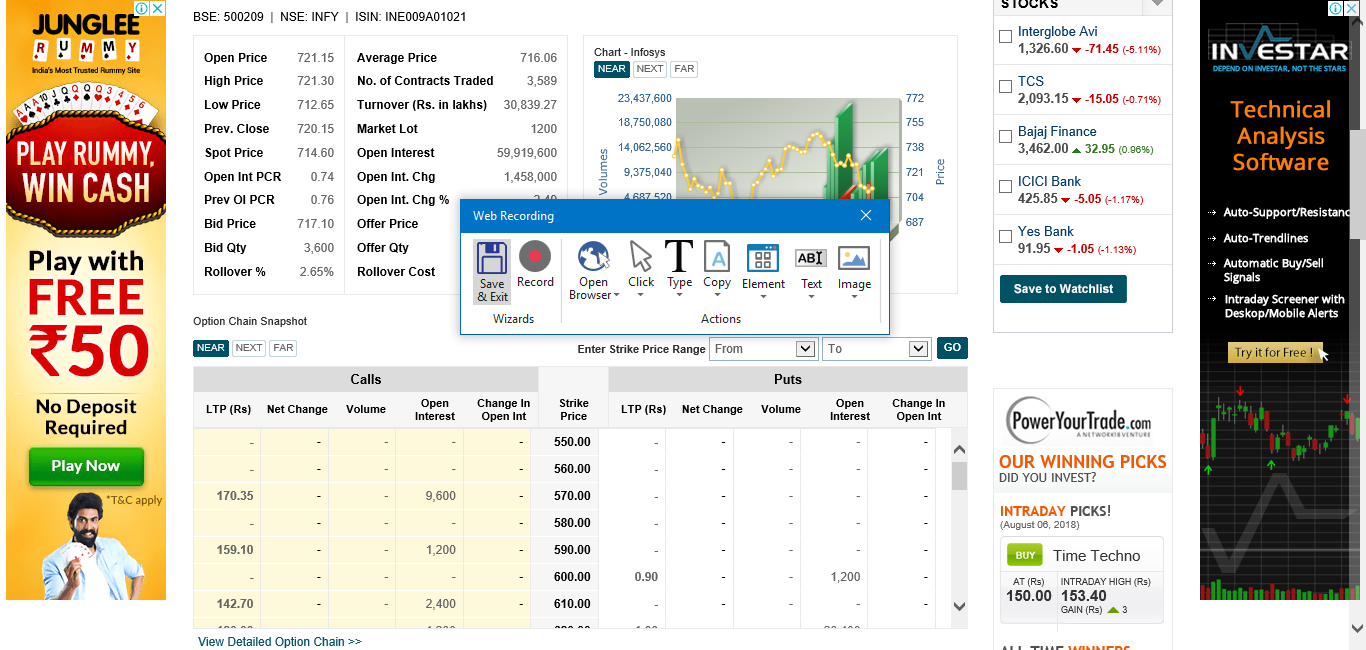 JUNGLEE
RUMMY
India's Most Trusted Rummy Site
PLAY RUMMY,
WIN CASH
Play with
FREE
₹50
No Deposit
Required
Play Now
*T&C apply
BSE: 500209 | NSE: INFY | ISIN: INE009A01021
Open Price 721.15 Average Price 716.06
High Price 721.30 No. of Contracts Traded 3,589
Low Price 712.65 Turnover (Rs. in lakhs) 30,839.27
Prev. Close 720.15 Market Lot 1200
Spot Price 714.60 Open Interest 59,919,600
Open Int PCR 0.74 Open Int. Chg 1,458,000
Prev OI PCR 0.76 Open Int. Chg %
Bid Price 717.10 Offer Price
Bid Qty 3,600 Offer Qty
Rollover % 2.65% Rollover Cost
Chart - Infosys
NEAR NEXT FAR
23,437,600 772
18,750,080 755
14,062,560 738
9,375,040 721
4,687,520 704
687
Volumes
Price
Web Recording
Save & Exit
Record
Open Browser
Click
Type
Copy
Element
AB
Text
Image
Wizards
Actions
Option Chain Snapshot
NEAR NEXT FAR
Enter Strike Price Range From To GO
Calls Puts
LTP (Rs) Net Change Volume Open Interest Change In Open Int Strike Price LTP (Rs) Net Change Volume Open Interest Change In Open Int
- - - - - 550.00 - - - - -
- - - - - 560.00 - - - - -
170.35 - - 9,600 - 570.00 - - - - -
- - - - - 580.00 - - - - -
159.10 - - 1,200 - 590.00 - - - - -
- - - - - 600.00 0.90 - - 1,200 -
142.70 - - 2,400 - 610.00 - - - - -
View Detailed Option Chain >>
STOCKS
Interglobe Avi
1,326.60 -71.45 (-5.11%)
TCS
2,093.15 -15.05 (-0.71%)
Bajaj Finance
3,462.00 32.95 (0.96%)
ICICI Bank
425.85 -5.05 (-1.17%)
Yes Bank
91.95 -1.05 (-1.13%)
Save to Watchlist
PowerYourTrade.com
A NETWORK18 VENTURE
OUR WINNING PICKS
DID YOU INVEST?
INTRADAY PICKS!
(August 06, 2018)
BUY Time Techno
AT (Rs) INTRADAY HIGH (Rs)
150.00 153.40
GAIN (Rs) 3
ALL TIME WINNERS
INVESTAR
DEPEND ON INVESTAR, NOT THE STARS
Technical
Analysis
Software
Auto-Support/Resistanc
Auto-Trendlines
Automatic Buy/Sell
Signals
Intraday Screener with
Deskop/Mobile Alerts
Try it for Free !